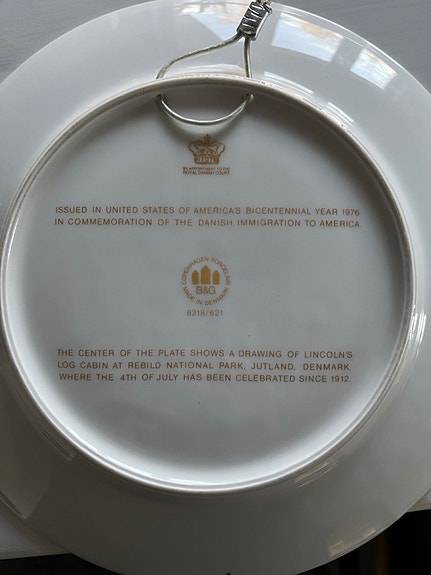 BY APPOINTMENT TO THE
ROYAL DANISH COURT
ISSUED IN UNITED STATES OF AMERICA'S BICENTENNIAL YEAR 1976
IN COMMEMORATION OF THE DANISH IMMIGRATION TO AMERICA.
COPENHAGEN PORCELAIN
B&G
MADE IN DENMARK
8218/621
THE CENTER OF THE PLATE SHOWS A DRAWING OF LINCOLN'S
LOG CABIN AT REBILD NATIONAL PARK, JUTLAND, DENMARK.
WHERE THE 4TH OF JULY HAS BEEN CELEBRATED SINCE 1912.